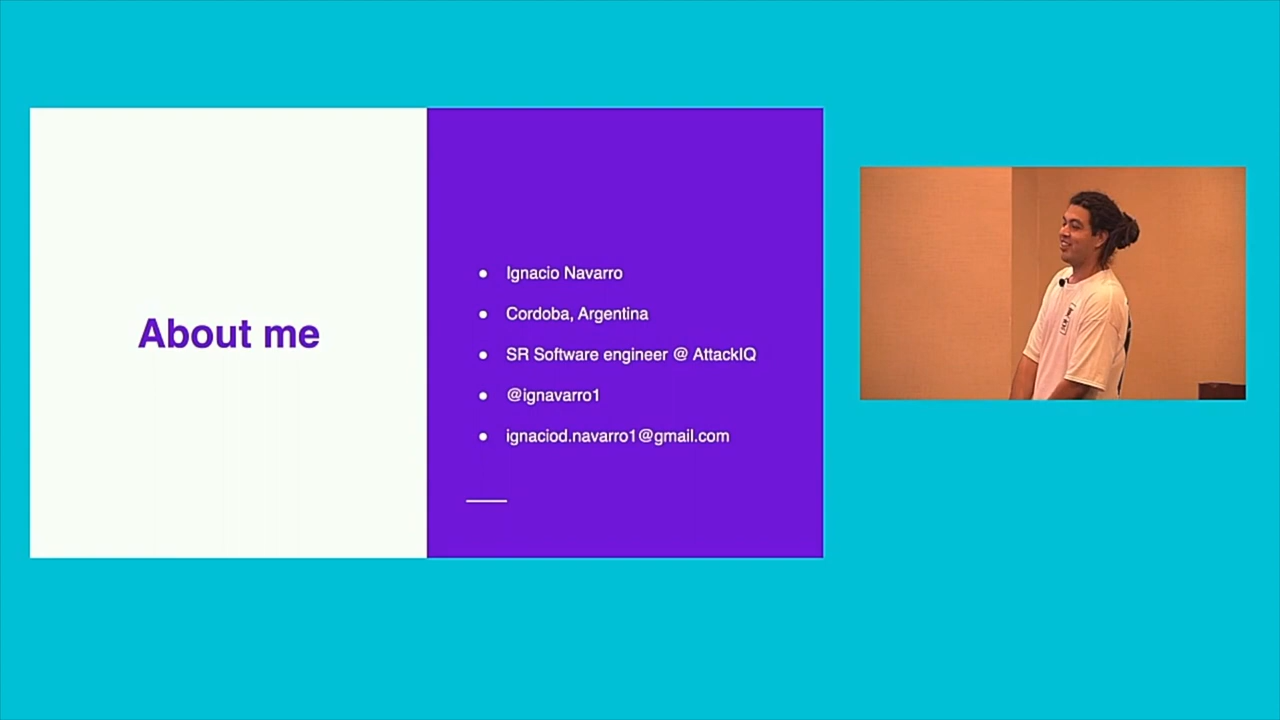 About me
● Ignacio Navarro
● Cordoba, Argentina
● SR Software engineer @ AttackIQ
● @ignavarro1
● ignaciod.navarro1@gmail.com